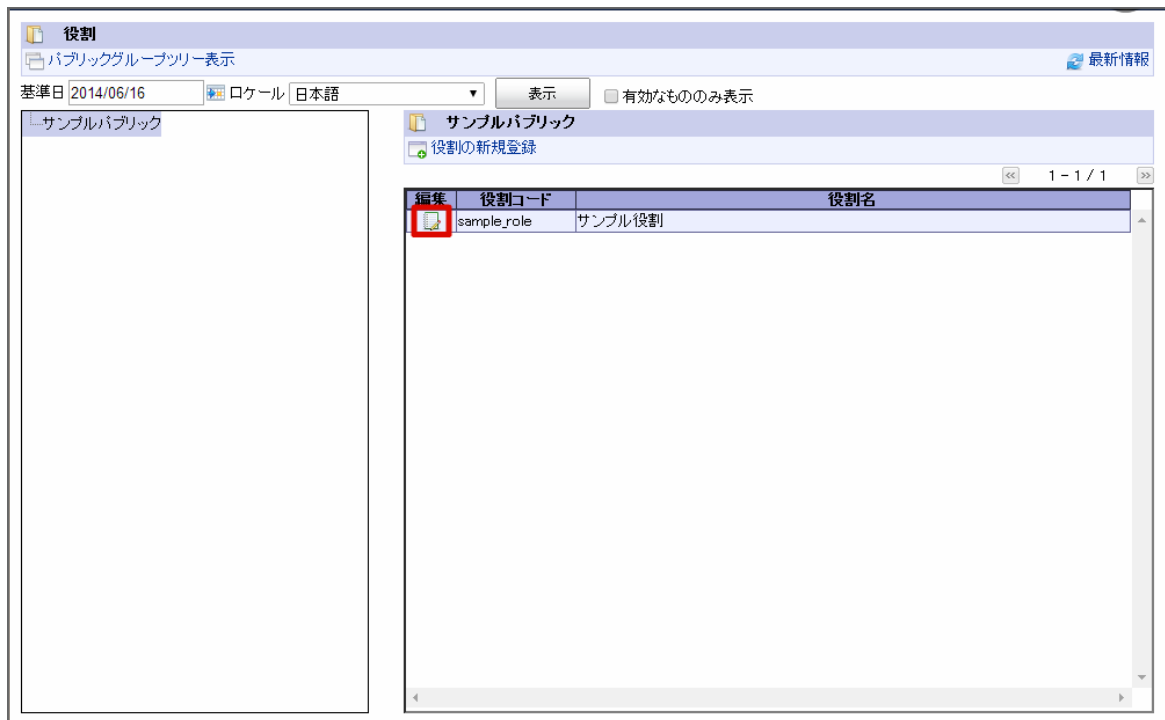 役割
パブリックグループツリー表示 最新情報
基準日 2014/06/16 ロケール 日本語 表示 有効なもののみ表示
サンプルパブリック
サンプルパブリック
役割の新規登録
1 - 1 / 1
編集 役割コード 役割名
sample_role サンプル役割